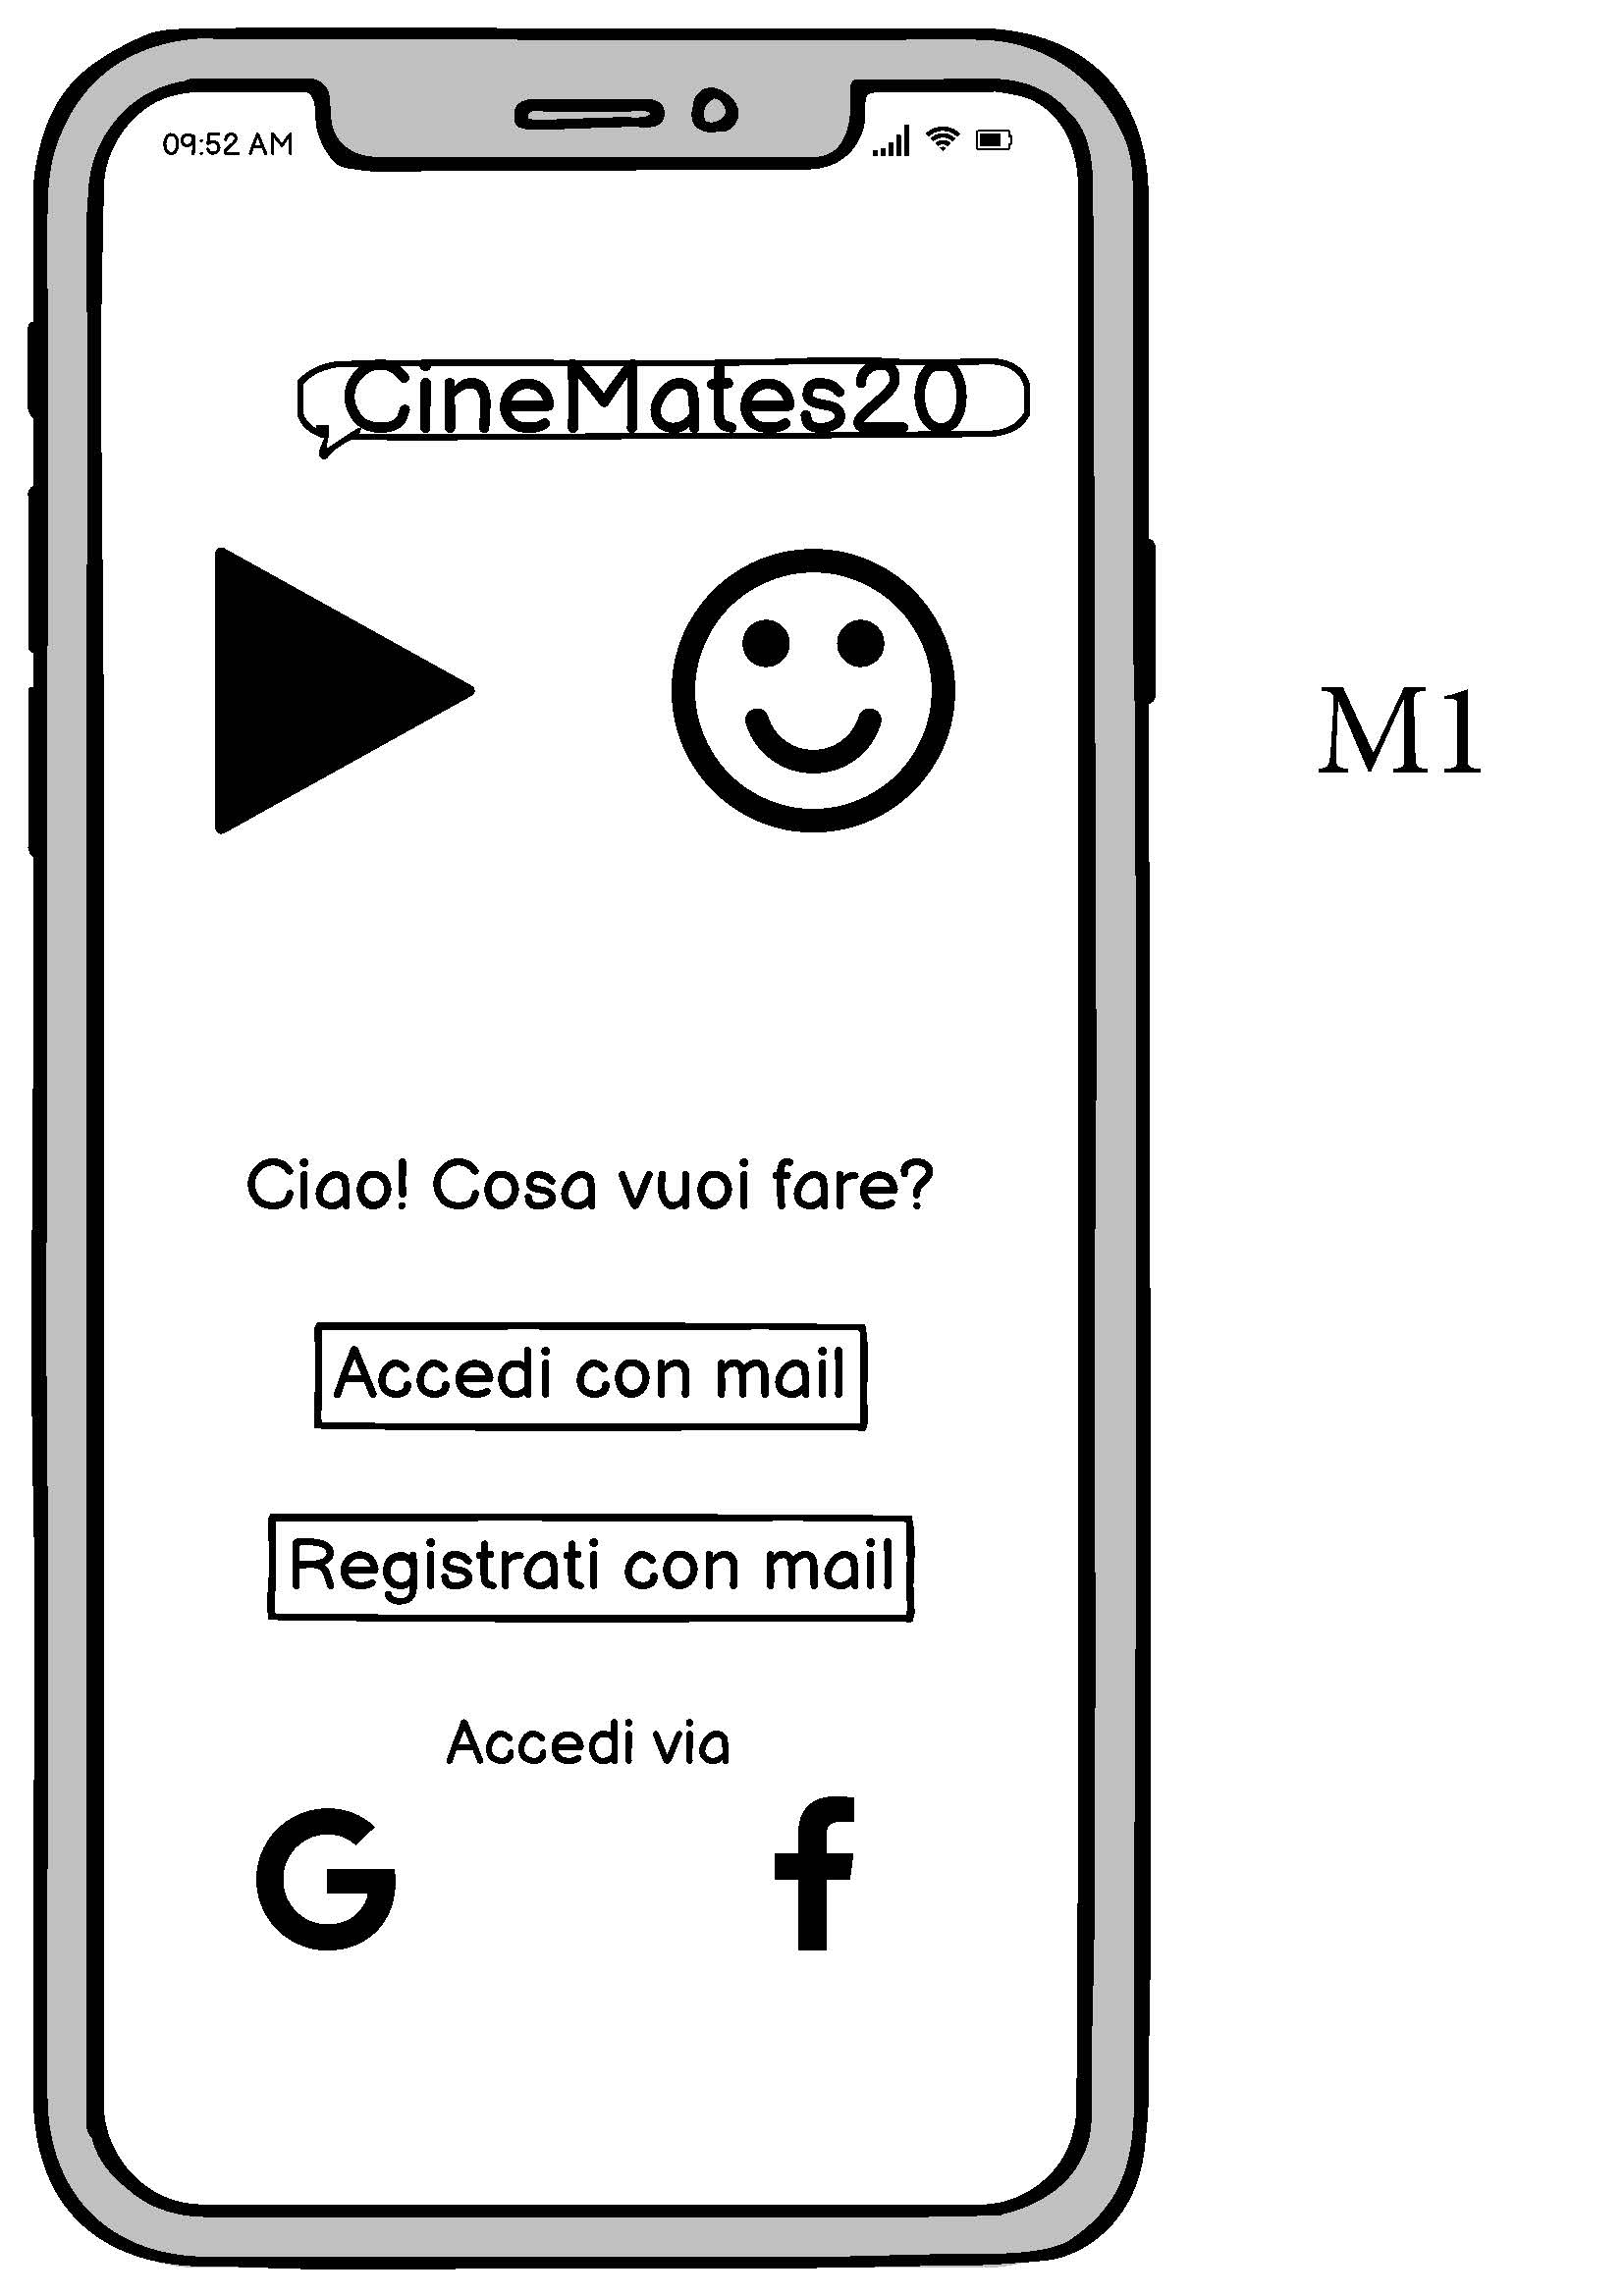 09:52 AM
CineMates20
M1
Ciao! Cosa vuoi fare?
Accedi con mail
Registrati con mail
Accedi via
G f